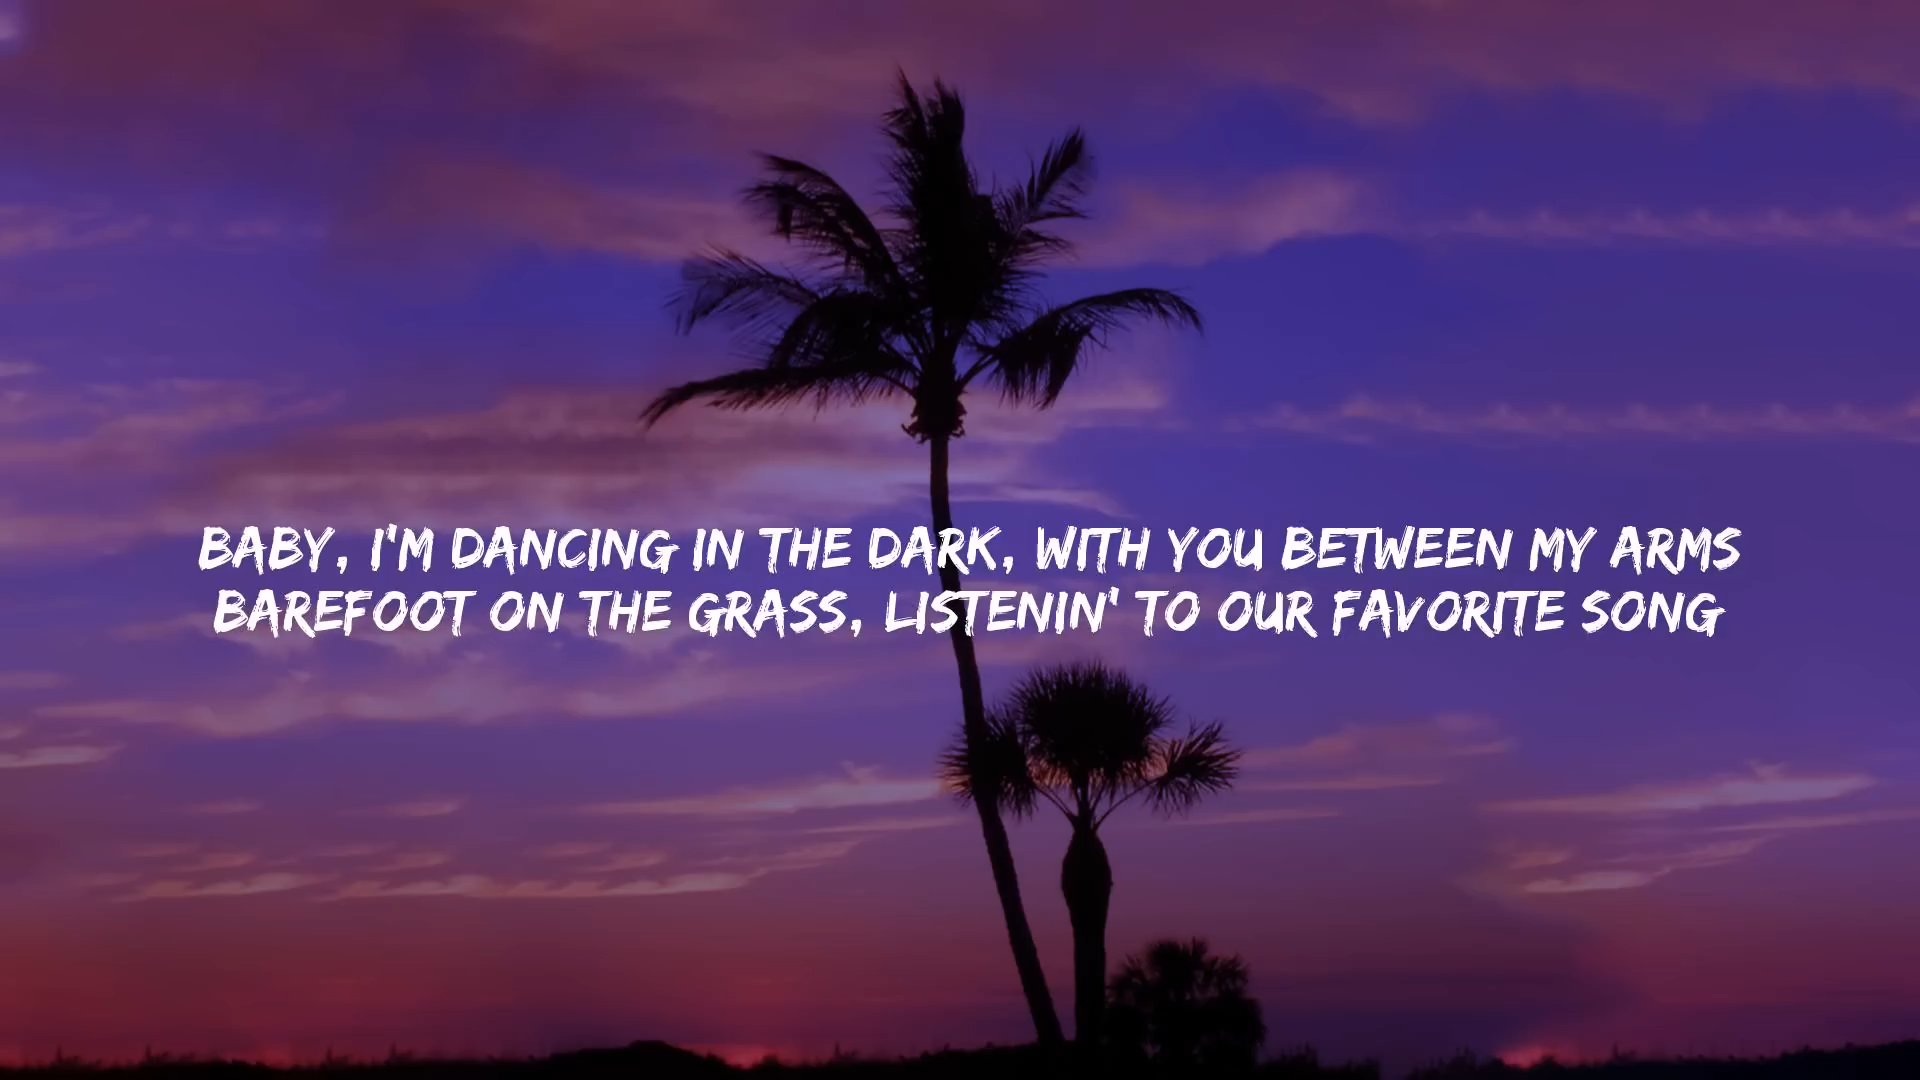 BABY, I'M DANCING IN THE DARK, WITH YOU BETWEEN MY ARMS
BAREFOOT ON THE GRASS, LISTENIN' TO OUR FAVORITE SONG